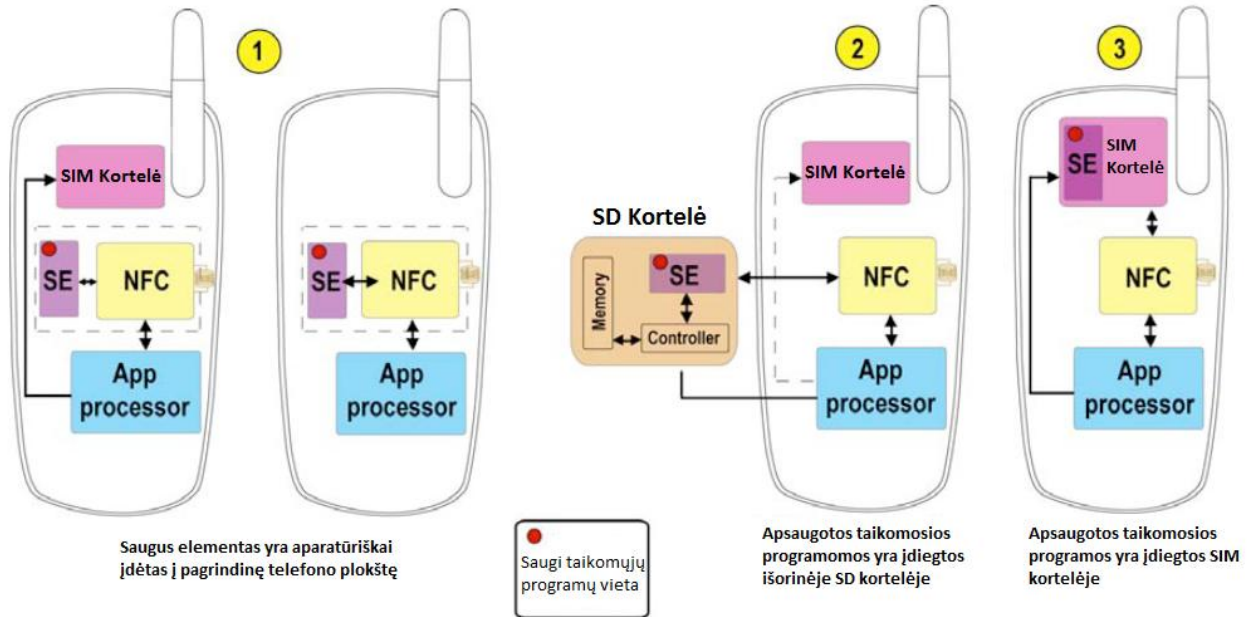 1
SIM Kortelė
SE
NFC
App
processor
SE
NFC
App
processor
Saugus elementas yra aparatūriškai
įdėtas į pagrindinę telefono plokštę
2
SD Kortelė
SE
Memory
Controller
SIM Kortelė
NFC
App
processor
Apsaugotos taikomosios
programomos yra įdiegtos
išorinėje SD kortelėje
3
SE
SIM
Kortelė
NFC
App
processor
Apsaugotos taikomosios
programos yra įdiegtos SIM
kortelėje
Saugi taikomųjų
programų vieta